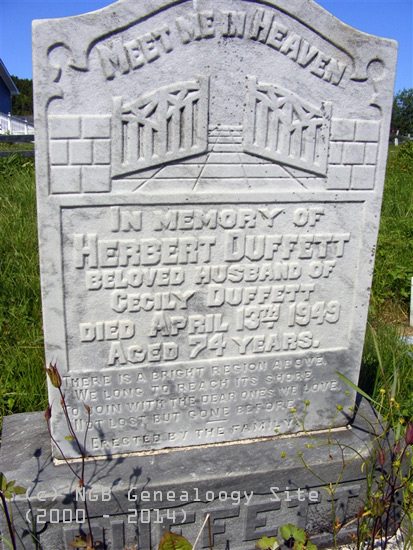 Meet Me in Heaven
In memory of
Herbert Duffett
beloved husband of
Cecily Duffett
died April 13th 1949
Aged 74 years.
There is a bright region above,
We long to reach its shore
To join with the dear ones we love
Not lost but gone before
Erected by the family
(c) NGB Genealoogy Site
(2000 - 2014)
Duffett